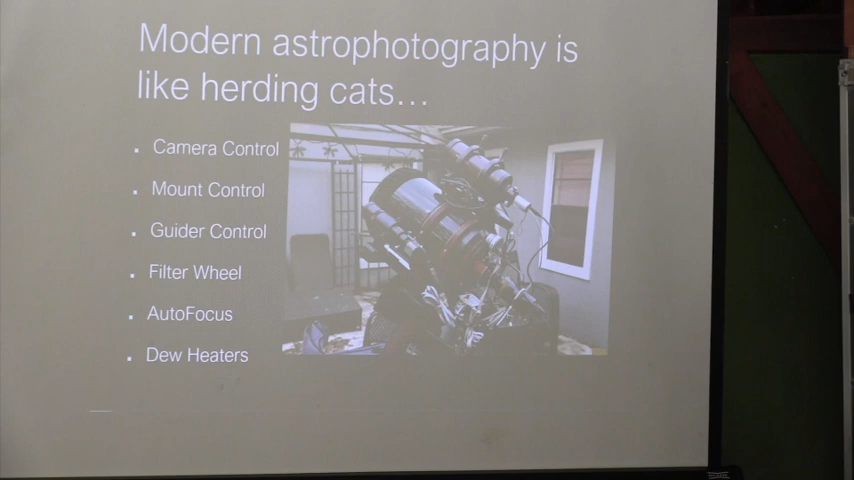 Modern astrophotography is
like herding cats...
Camera Control
Mount Control
Guider Control
Filter Wheel
AutoFocus
Dew Heaters